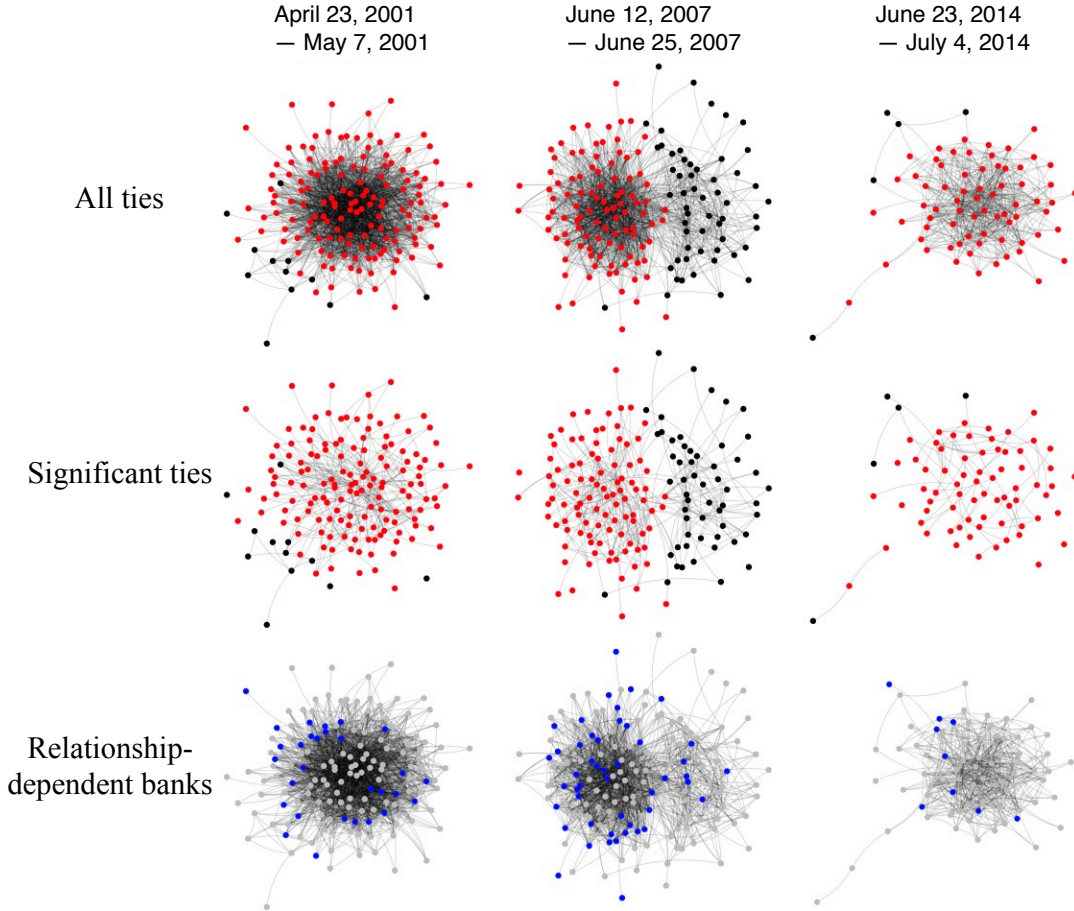 April 23, 2001
— May 7, 2001
June 12, 2007
— June 25, 2007
June 23, 2014
— July 4, 2014
All ties
Significant ties
Relationship-
dependent banks